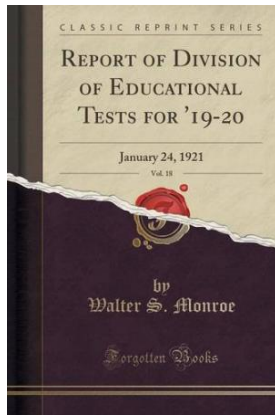 CLASSIC REPRINT SERIES
REPORT OF DIVISION
OF EDUCATIONAL
TESTS FOR '19-20
January 24, 1921
Vol. 18
by
Walter S. Monroe
Forgotten Books